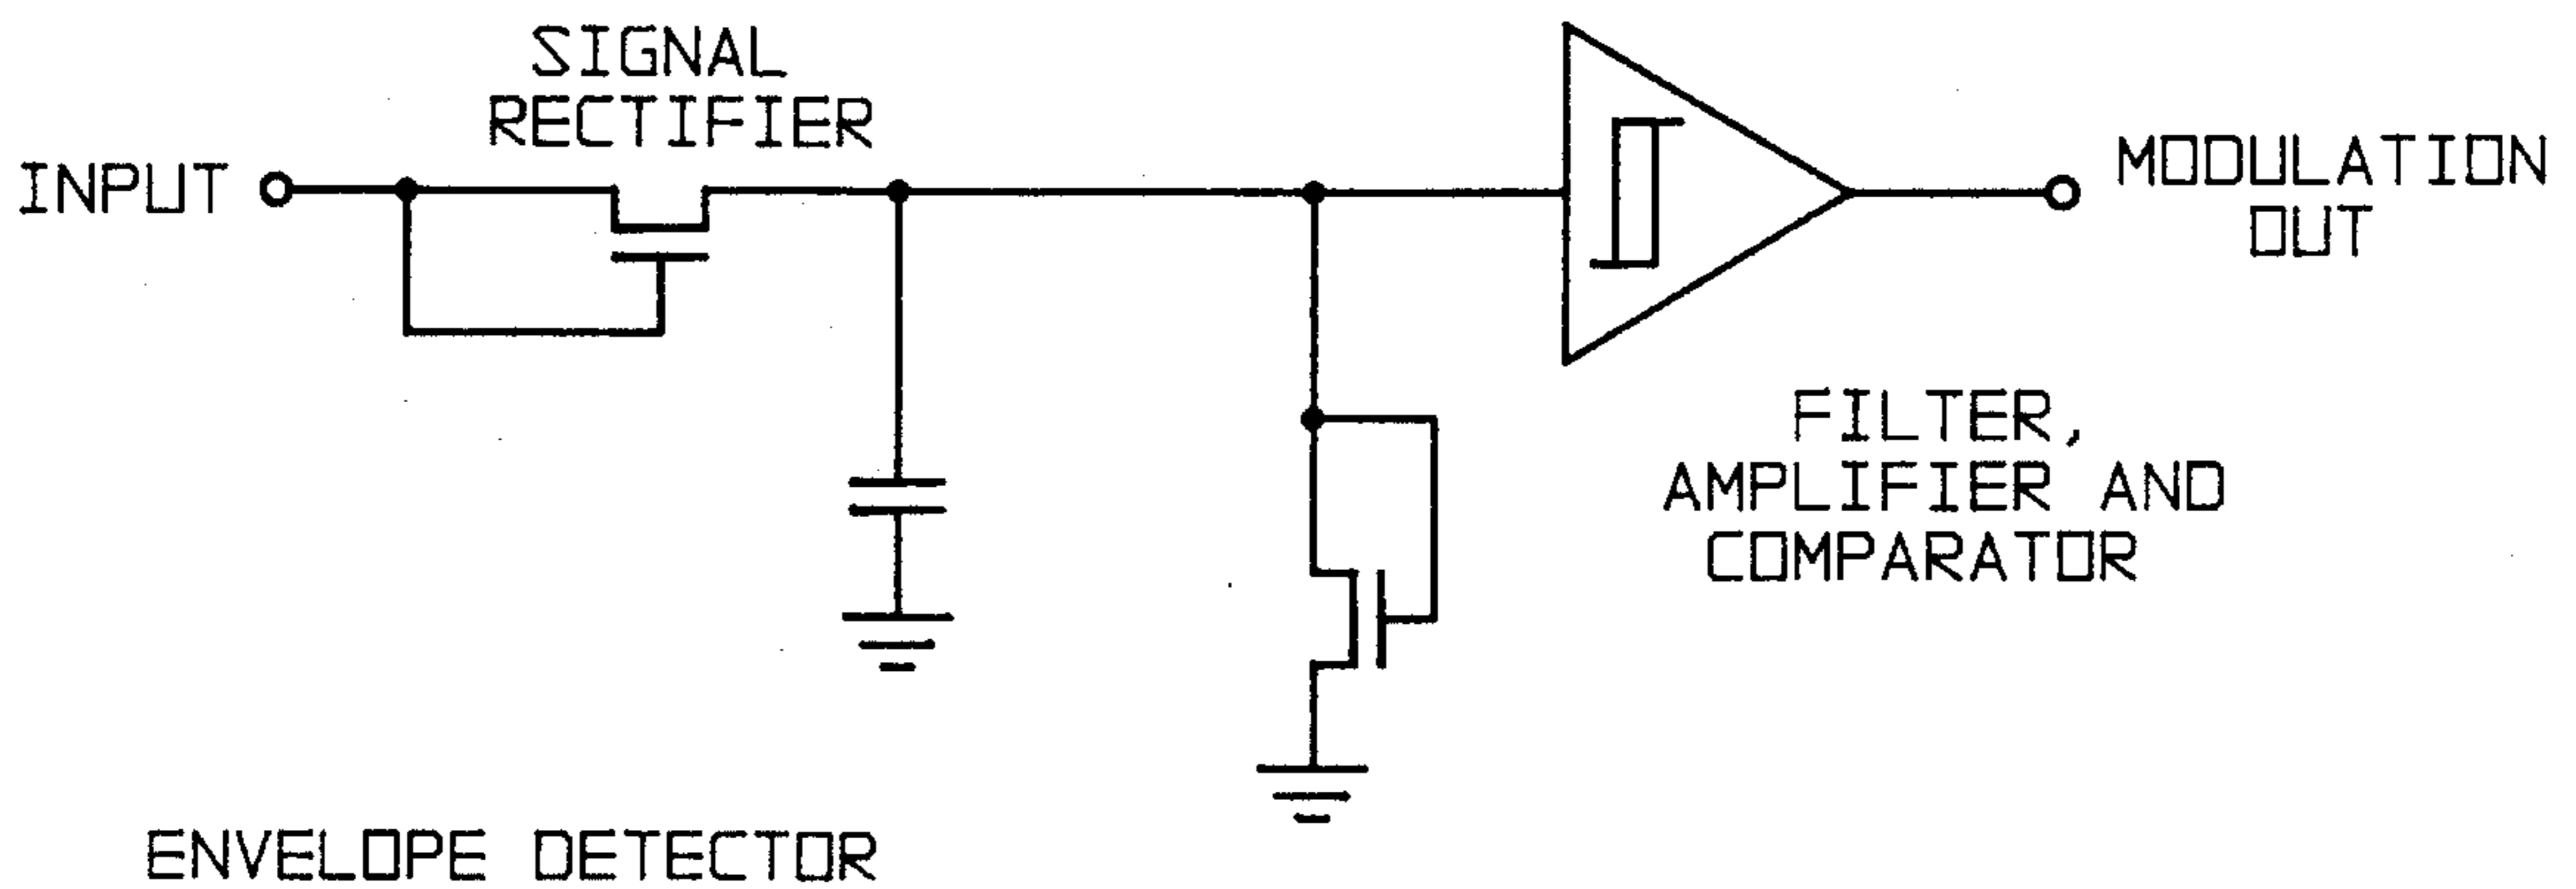 SIGNAL
RECTIFIER
INPUT
MODULATION
OUT
FILTER,
AMPLIFIER AND
COMPARATOR
ENVELOPE DETECTOR